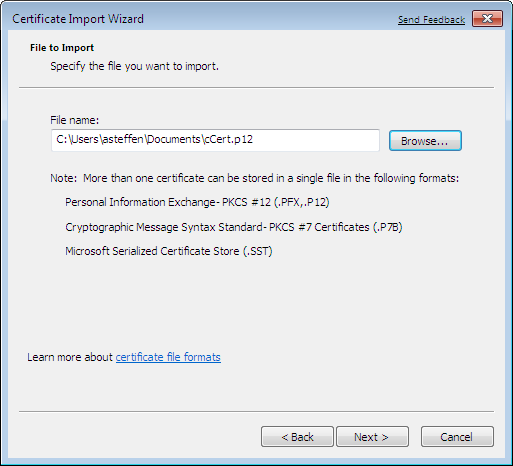 Certificate Import Wizard
Send Feedback
File to Import
Specify the file you want to import.
File name:
C:\Users\asteffen\Documents\cCert.p12
Browse...
Note:  More than one certificate can be stored in a single file in the following formats:
Personal Information Exchange- PKCS #12 (.PFX,.P12)
Cryptographic Message Syntax Standard- PKCS #7 Certificates (.P7B)
Microsoft Serialized Certificate Store (.SST)
Learn more about certificate file formats
< Back
Next >
Cancel